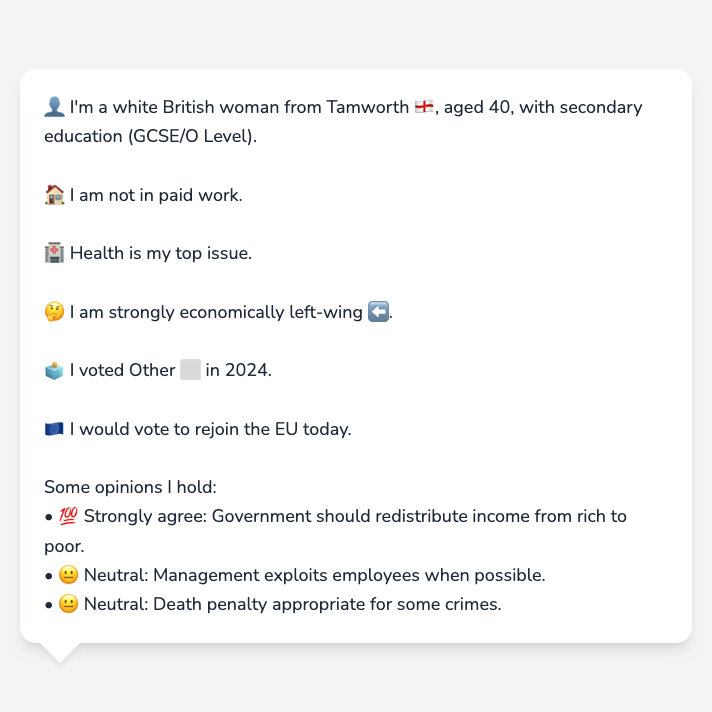 👤 I'm a white British woman from Tamworth 🏴󠁧󠁢󠁥󠁮󠁧󠁿, aged 40, with secondary
education (GCSE/O Level).
🏠 I am not in paid work.
🏥 Health is my top issue.
🤔 I am strongly economically left-wing ⬅️.
🗳️ I voted Other ⬜ in 2024.
🇪🇺 I would vote to rejoin the EU today.
Some opinions I hold:
• 💯 Strongly agree: Government should redistribute income from rich to
poor.
• 😐 Neutral: Management exploits employees when possible.
• 😐 Neutral: Death penalty appropriate for some crimes.